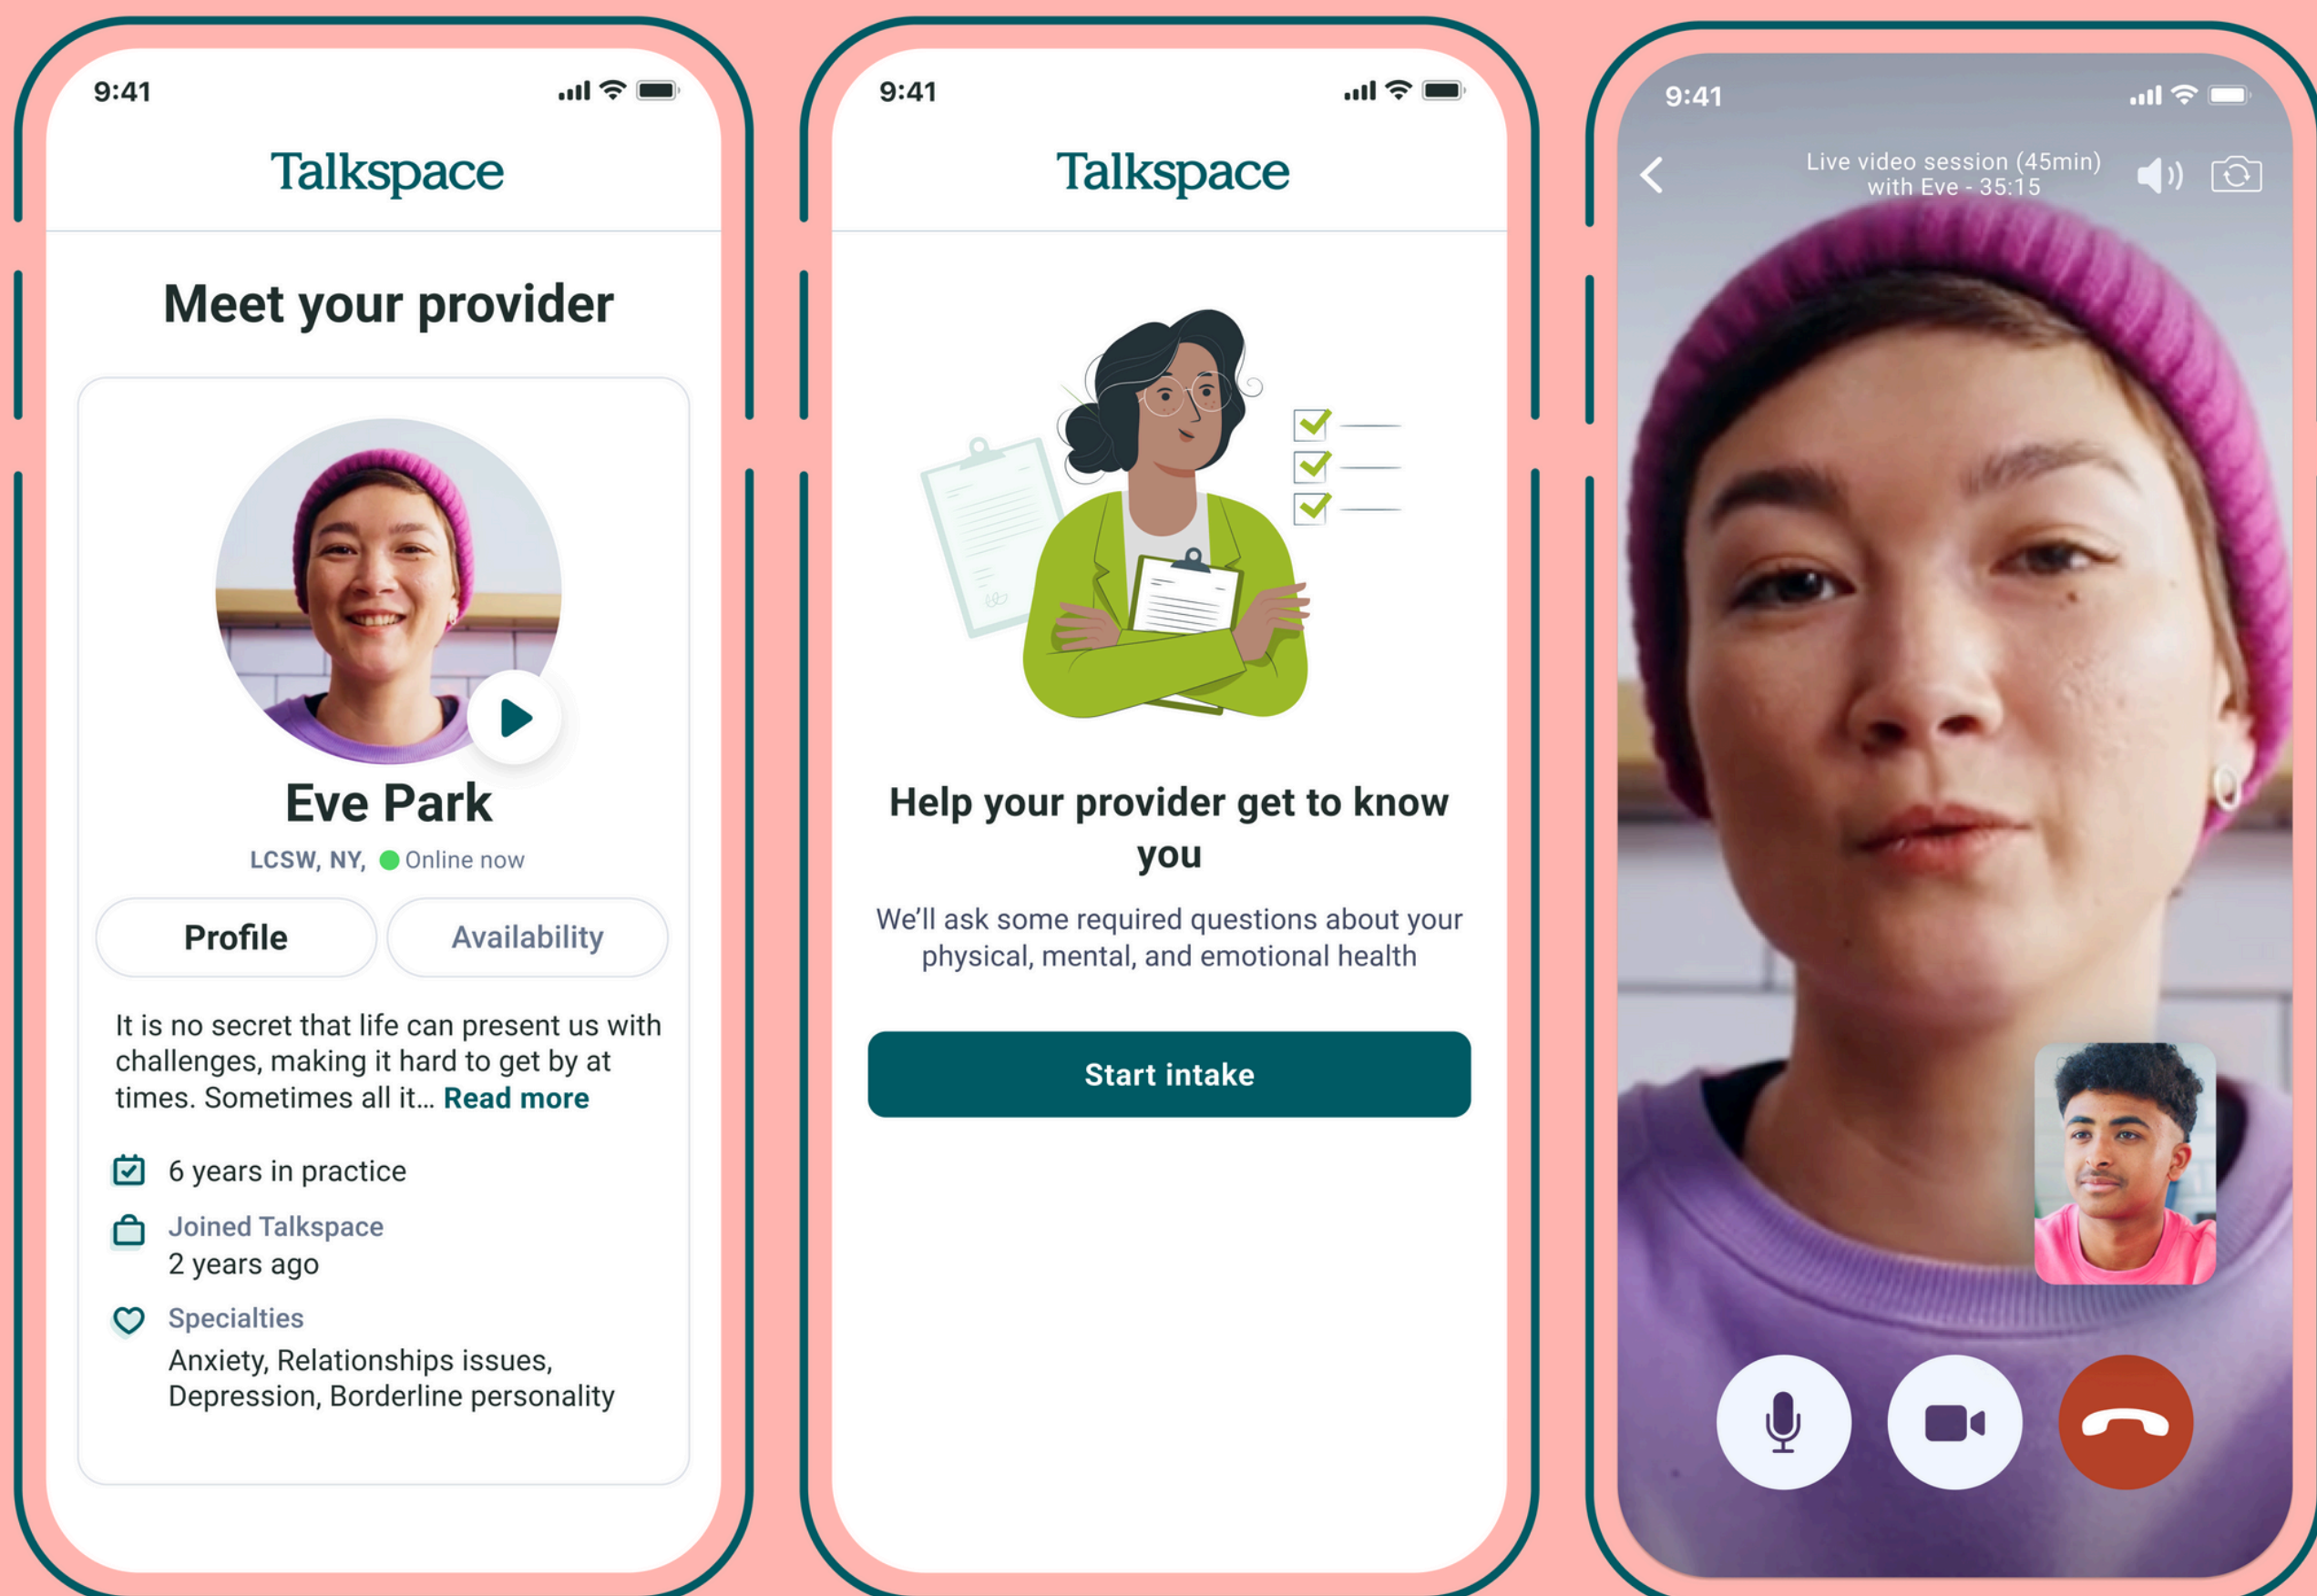 9:41
Talkspace
Meet your provider
Eve Park
LCSW, NY, Online now
Profile
Availability
It is no secret that life can present us with
challenges, making it hard to get by at
times. Sometimes all it... Read more
6 years in practice
Joined Talkspace
2 years ago
Specialties
Anxiety, Relationships issues,
Depression, Borderline personality
9:41
Talkspace
Help your provider get to know
you
We’ll ask some required questions about your
physical, mental, and emotional health
Start intake
9:41
Live video session (45min)
with Eve - 35:15